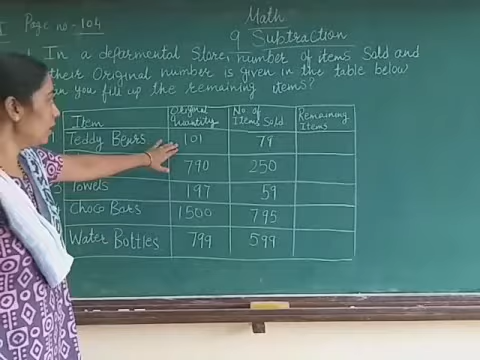 Page no - 104
Math
9 Subtraction
In a deparmental Store, number of items Sold and
their Original number is given in the table below
you fill up the remaining items?
Item Original Quantity No. of Items Sold Remaining Items
Teddy Bears 101 79
790 250
Towels 197 59
Choco Bars 1500 795
Water Bottles 799 599